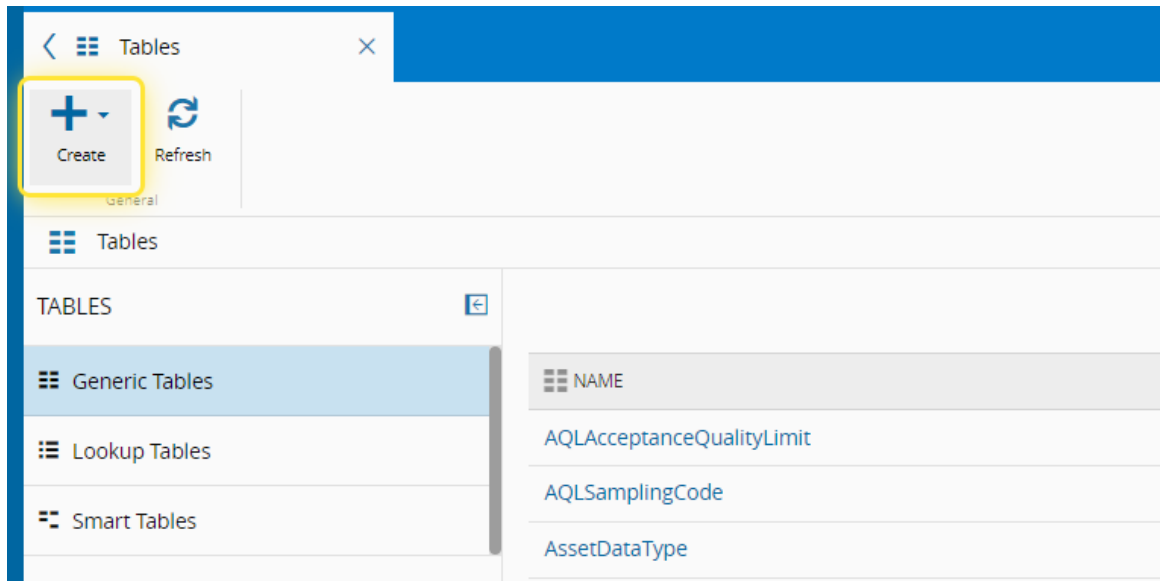 Tables
Create
Refresh
General
Tables
TABLES
Generic Tables
Lookup Tables
Smart Tables
NAME
AQLAcceptanceQualityLimit
AQLSamplingCode
AssetDataType